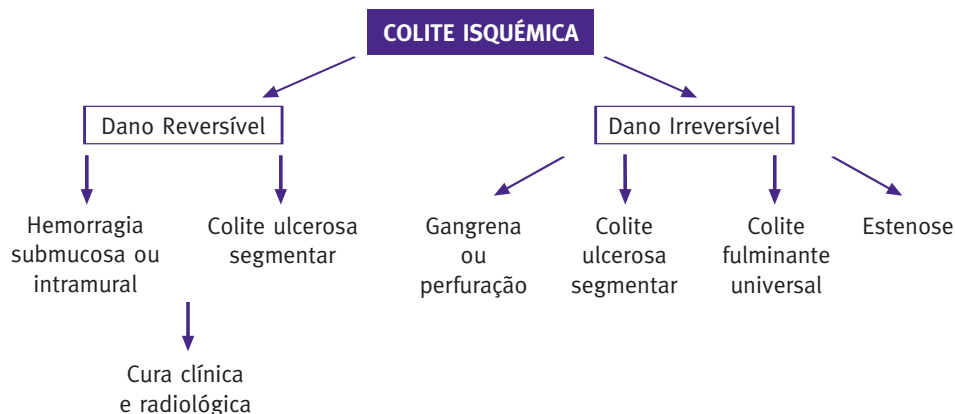 COLITE ISQUÉMICA
Dano Reversível
Dano Irreversível
Hemorragia
submucosa ou
intramural
Colite ulcerosa
segmentar
Gangrena
ou
perfuração
Colite
ulcerosa
segmentar
Colite
fulminante
universal
Estenose
Cura clínica
e radiológica